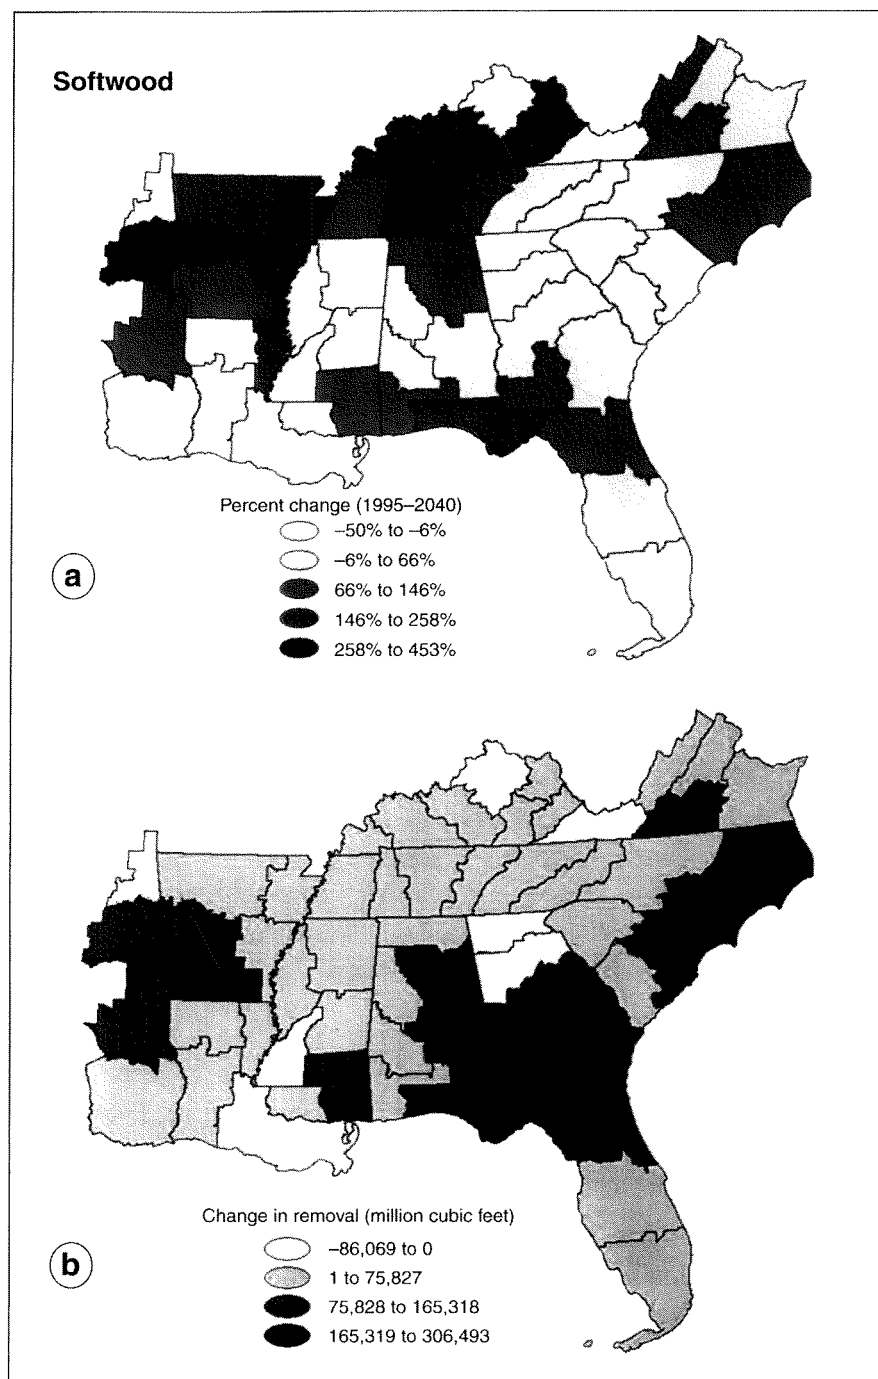 Softwood
Percent change (1995–2040)
–50% to –6%
–6% to 66%
66% to 146%
146% to 258%
258% to 453%
a
Change in removal (million cubic feet)
–86,069 to 0
1 to 75,827
75,828 to 165,318
165,319 to 306,493
b